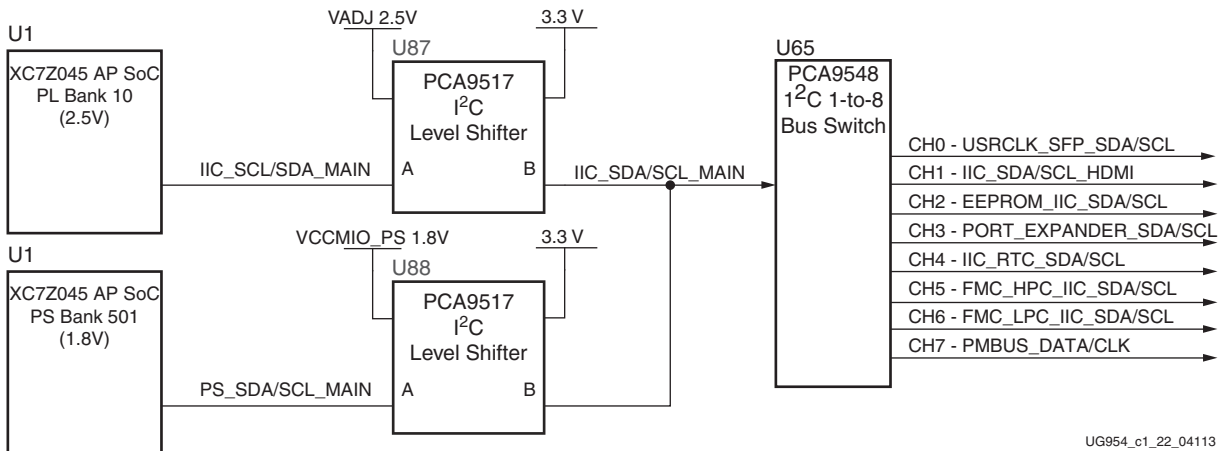 U1
XC7Z045 AP SoC
PL Bank 10
(2.5V)
IIC_SCL/SDA_MAIN
VADJ 2.5V
3.3 V
U87
PCA9517
I²C
Level Shifter
A
B
IIC_SDA/SCL_MAIN
U1
XC7Z045 AP SoC
PS Bank 501
(1.8V)
PS_SDA/SCL_MAIN
VCCMIO_PS 1.8V
3.3 V
U88
PCA9517
I²C
Level Shifter
A
B
U65
PCA9548
1²C 1-to-8
Bus Switch
CH0 - USRCLK_SFP_SDA/SCL
CH1 - IIC_SDA/SCL_HDMI
CH2 - EEPROM_IIC_SDA/SCL
CH3 - PORT_EXPANDER_SDA/SCL
CH4 - IIC_RTC_SDA/SCL
CH5 - FMC_HPC_IIC_SDA/SCL
CH6 - FMC_LPC_IIC_SDA/SCL
CH7 - PMBUS_DATA/CLK
UG954_c1_22_04113